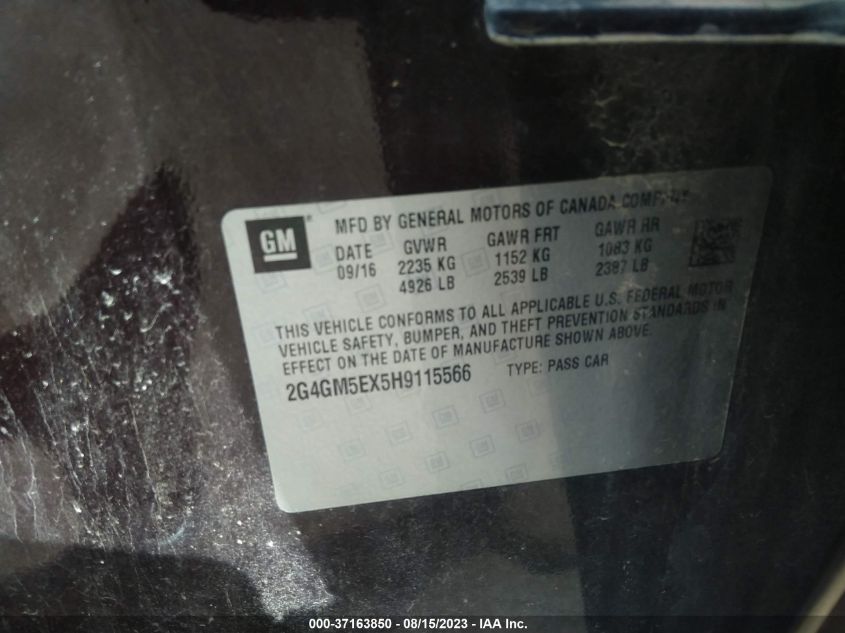 GM ®
MFD BY GENERAL MOTORS OF CANADA COMPANY
DATE GVWR GAWR FRT GAWR RR
09/16 2235 KG 1152 KG 1083 KG
4926 LB 2539 LB 2387 LB
THIS VEHICLE CONFORMS TO ALL APPLICABLE U.S. FEDERAL MOTOR
VEHICLE SAFETY, BUMPER, AND THEFT PREVENTION STANDARDS IN
EFFECT ON THE DATE OF MANUFACTURE SHOWN ABOVE.
2G4GM5EX5H9115566 TYPE: PASS CAR
000-37163850 - 08/15/2023 - IAA Inc.